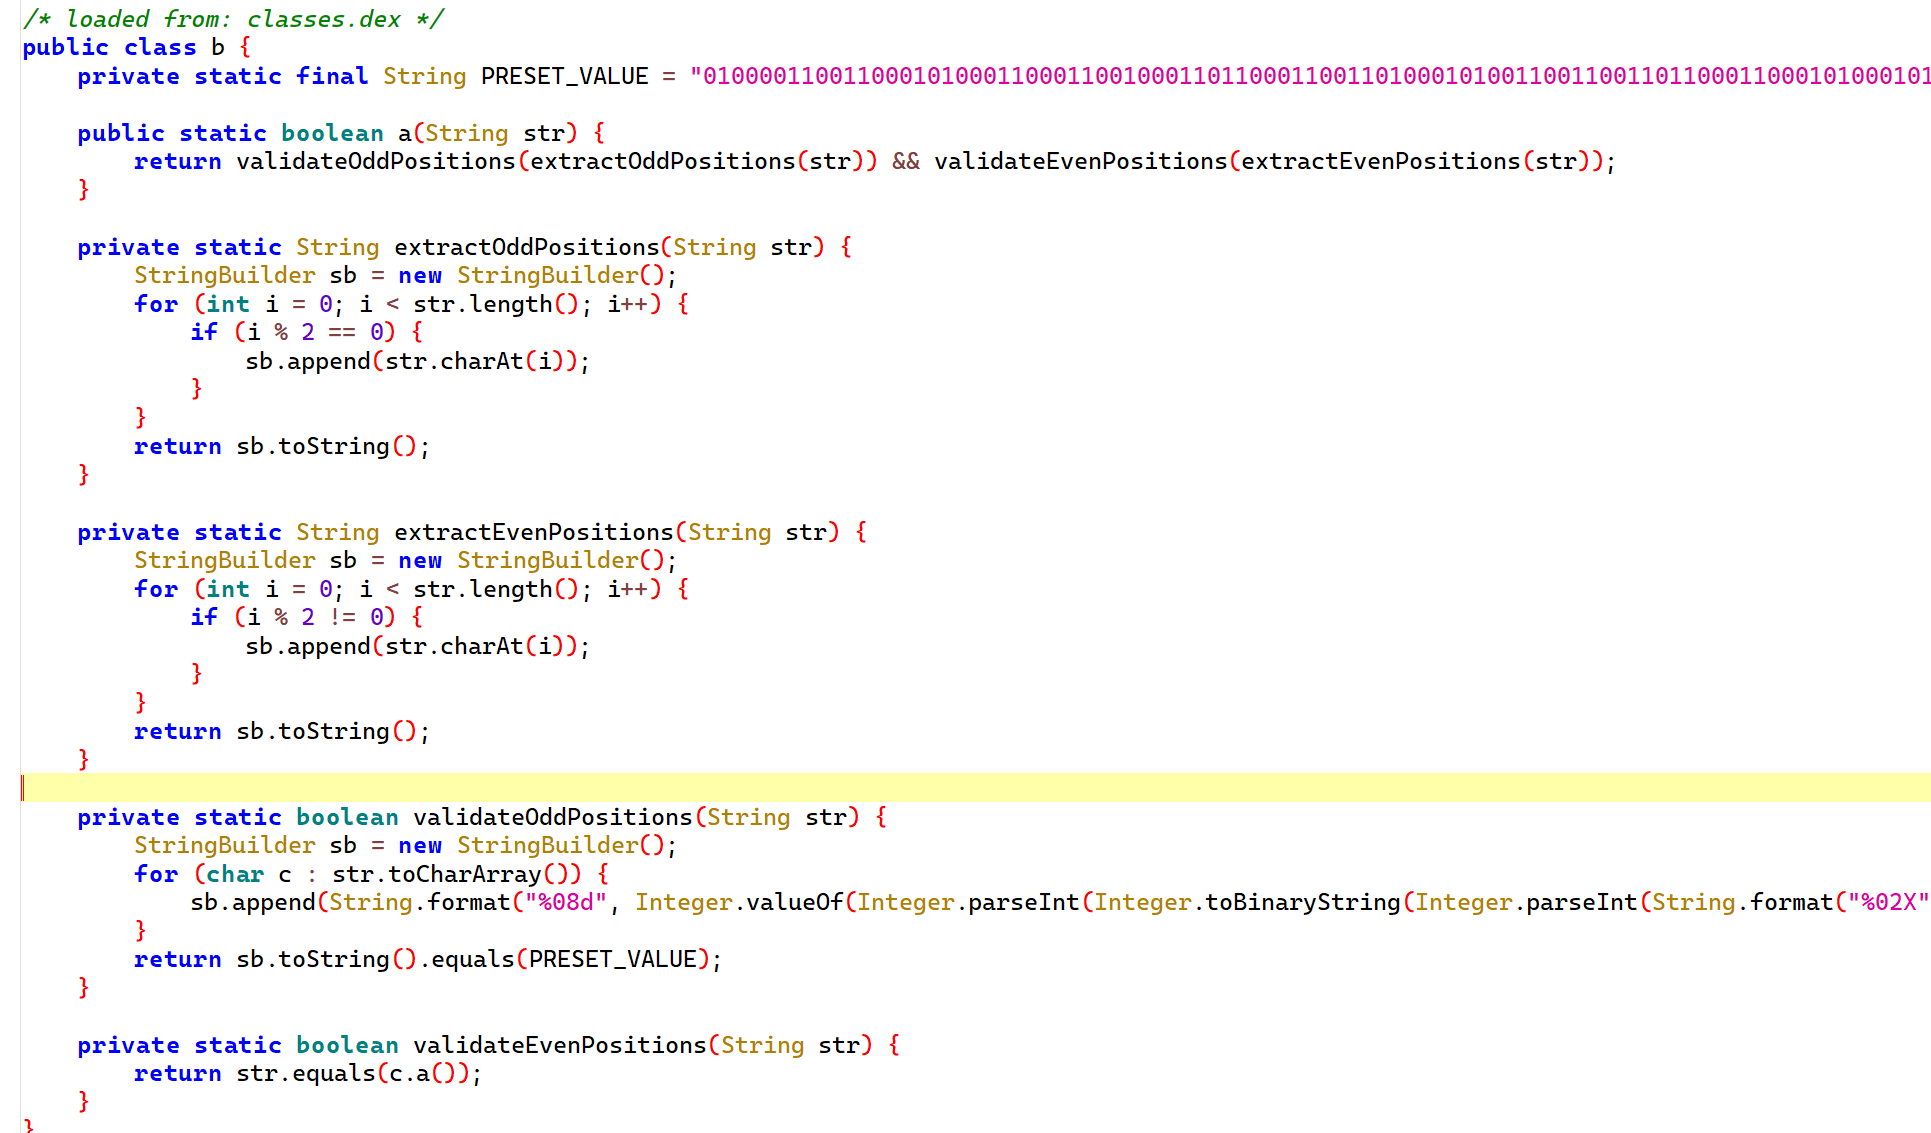 /* loaded from: classes.dex */
public class b {
private static final String PRESET_VALUE = "0100001100110001010001100011001000110110001100110100010100110011001101100011000101000101
public static boolean a(String str) {
return validateOddPositions(extractOddPositions(str)) && validateEvenPositions(extractEvenPositions(str));
}
private static String extractOddPositions(String str) {
StringBuilder sb = new StringBuilder();
for (int i = 0; i < str.length(); i++) {
if (i % 2 == 0) {
sb.append(str.charAt(i));
}
}
return sb.toString();
}
private static String extractEvenPositions(String str) {
StringBuilder sb = new StringBuilder();
for (int i = 0; i < str.length(); i++) {
if (i % 2 != 0) {
sb.append(str.charAt(i));
}
}
return sb.toString();
}
private static boolean validateOddPositions(String str) {
StringBuilder sb = new StringBuilder();
for (char c : str.toCharArray()) {
sb.append(String.format("%08d", Integer.valueOf(Integer.parseInt(Integer.toBinaryString(Integer.parseInt(String.format("%02X"
}
return sb.toString().equals(PRESET_VALUE);
}
private static boolean validateEvenPositions(String str) {
return str.equals(c.a());
}
}